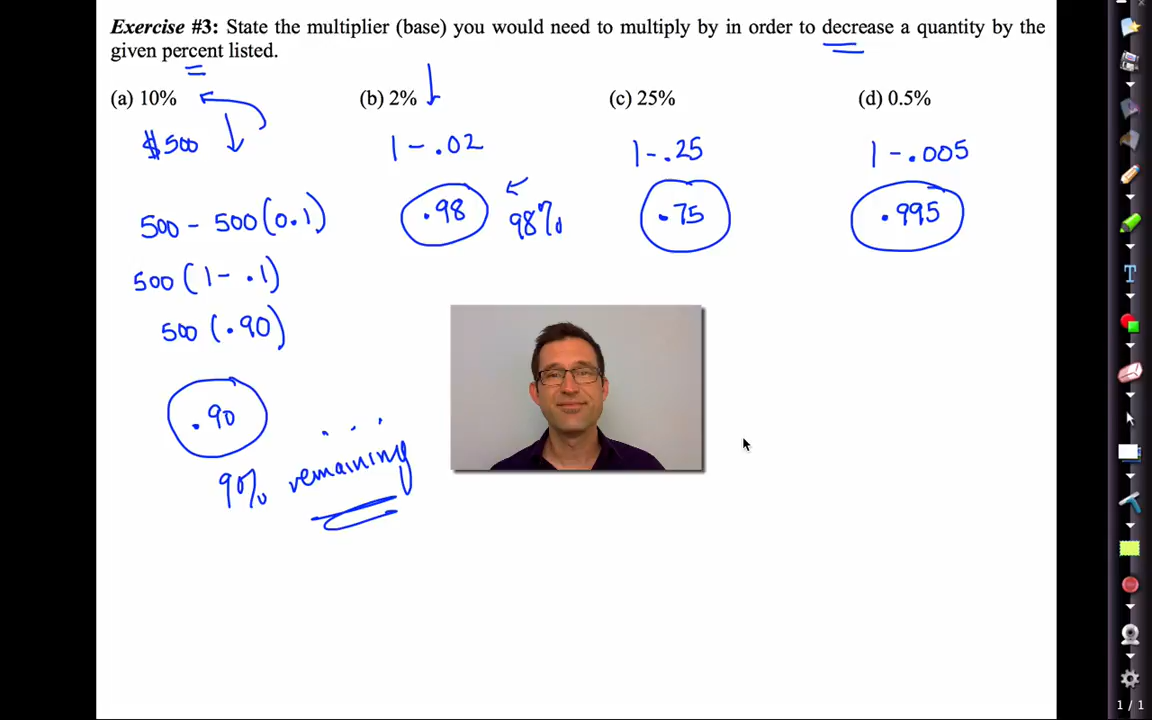 Exercise #3: State the multiplier (base) you would need to multiply by in order to decrease a quantity by the
given percent listed.
(a) 10% (b) 2% (c) 25% (d) 0.5%
$500 1 - .02 1 - .25 1 - .005
.98 98% .75 .995
500 - 500(0.1)
500(1 - .1)
500(.90)
.90
90% remaining
T
1 / 1